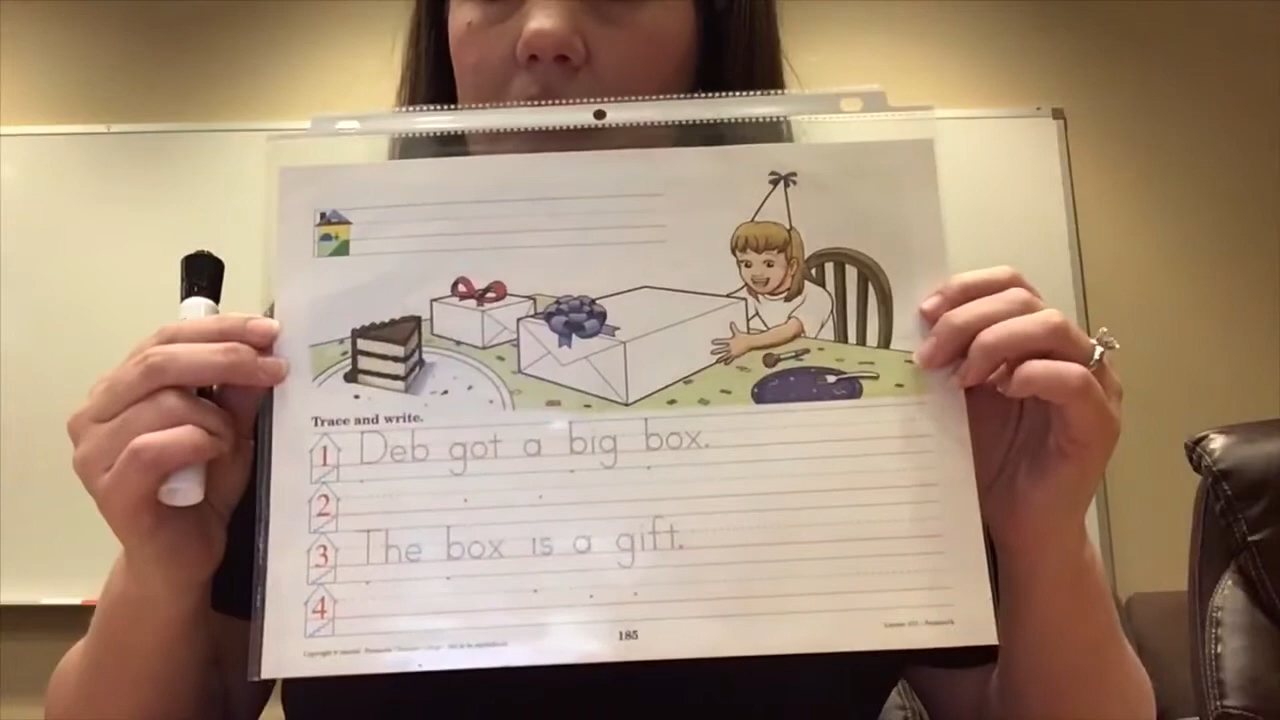 Trace and write.
1 Deb got a big box.
2
3 The box is a gift.
4
185